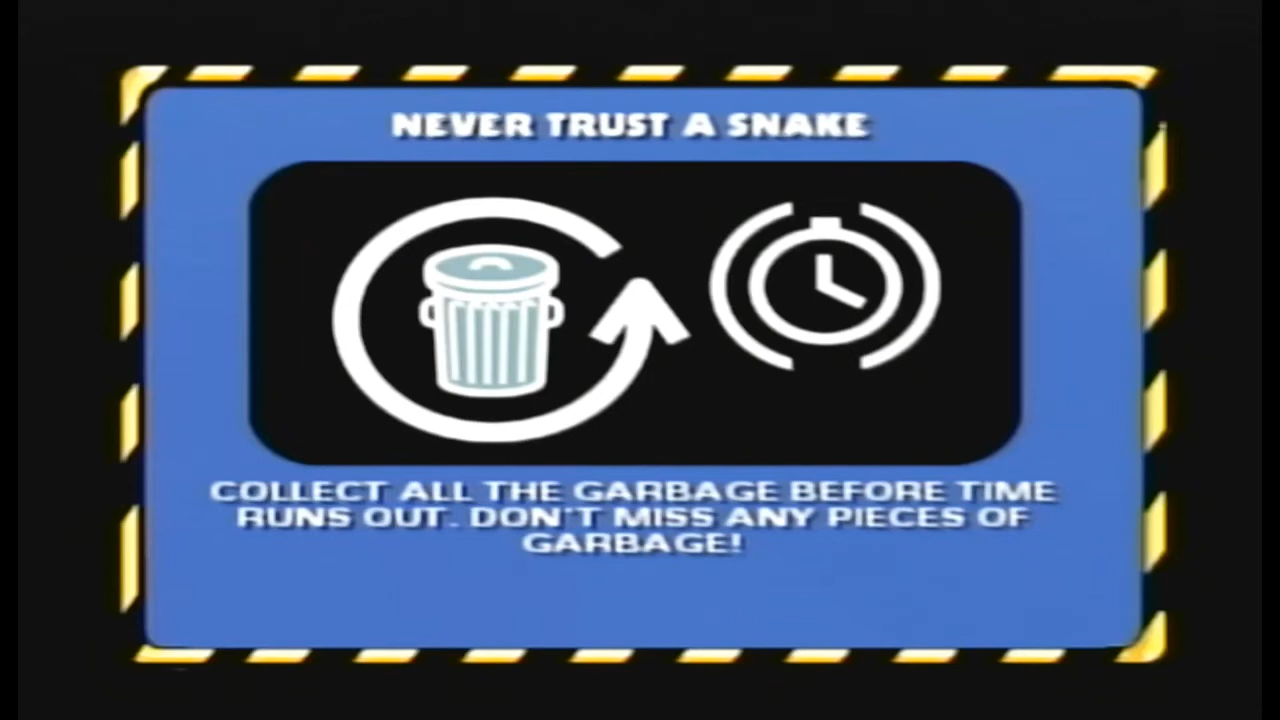 NEVER TRUST A SNAKE
COLLECT ALL THE GARBAGE BEFORE TIME
RUNS OUT. DON'T MISS ANY PIECES OF
GARBAGE!